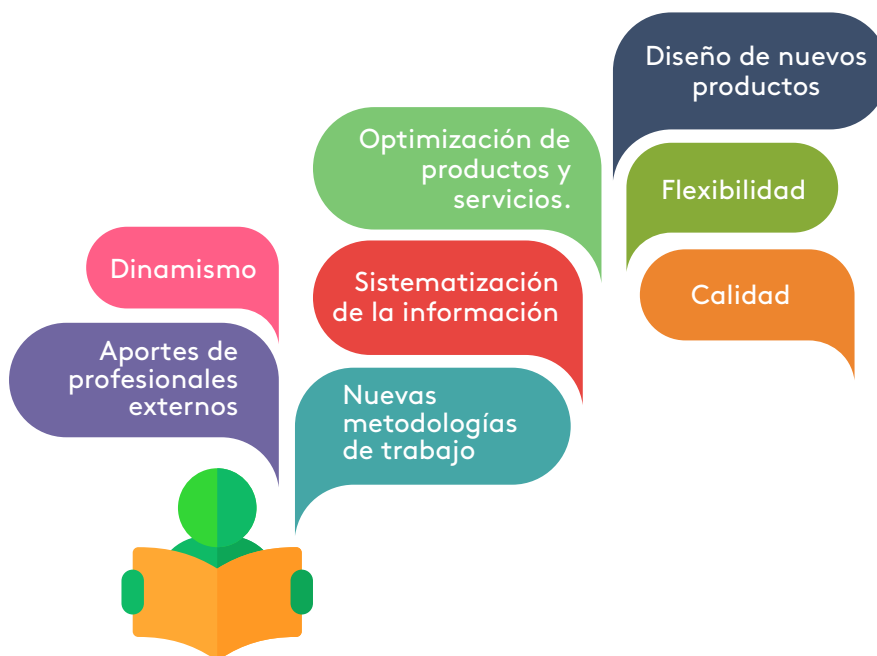 Diseño de nuevos
productos
Optimización de
productos y
servicios.
Flexibilidad
Dinamismo
Sistematización
de la información
Calidad
Aportes de
profesionales
externos
Nuevas
metodologías
de trabajo